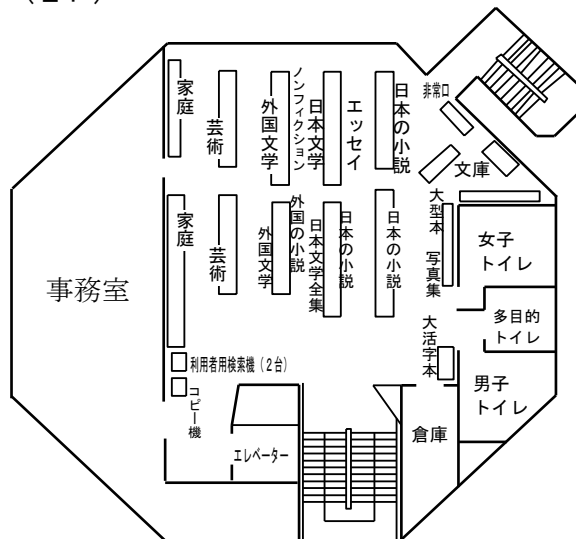 家庭
芸術
外国文学
ノンフィクション
日本文学
エッセイ
日本の小説
非常口
文庫
家庭
芸術
外国文学
外国の小説
日本文学全集
日本の小説
日本の小説
大型本 写真集
女子
トイレ
事務室
多目的
トイレ
大活字本
利用者用検索機(2台)
コピー機
男子
トイレ
倉庫
エレベーター